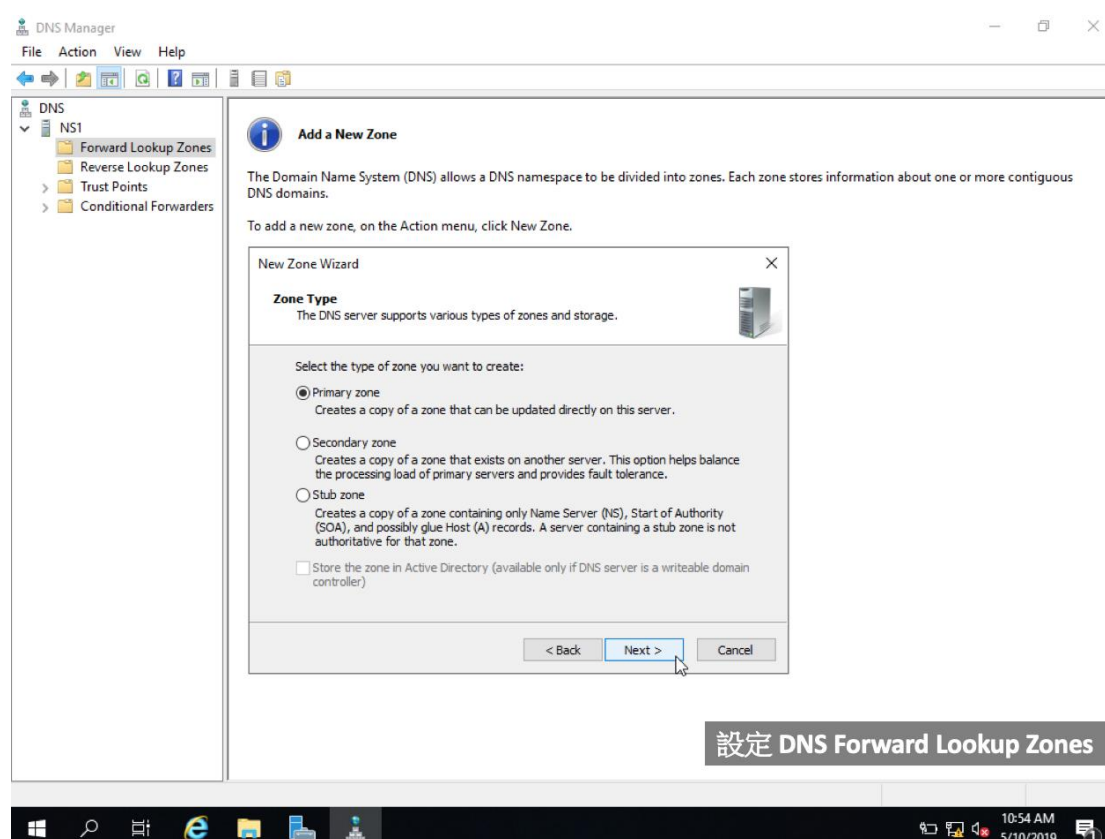 DNS Manager
File Action View Help
DNS
NS1
Forward Lookup Zones
Reverse Lookup Zones
Trust Points
Conditional Forwarders
Add a New Zone
The Domain Name System (DNS) allows a DNS namespace to be divided into zones. Each zone stores information about one or more contiguous
DNS domains.
To add a new zone, on the Action menu, click New Zone.
New Zone Wizard
Zone Type
The DNS server supports various types of zones and storage.
Select the type of zone you want to create:
Primary zone
Creates a copy of a zone that can be updated directly on this server.
Secondary zone
Creates a copy of a zone that exists on another server. This option helps balance
the processing load of primary servers and provides fault tolerance.
Stub zone
Creates a copy of a zone containing only Name Server (NS), Start of Authority
(SOA), and possibly glue Host (A) records. A server containing a stub zone is not
authoritative for that zone.
Store the zone in Active Directory (available only if DNS server is a writeable domain
controller)
< Back Next > Cancel
設定 DNS Forward Lookup Zones
10:54 AM
5/10/2019